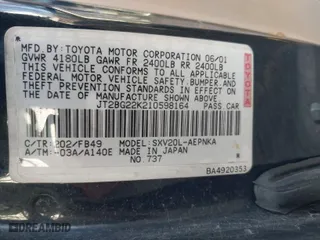 MFD. BY: TOYOTA MOTOR CORPORATION 06/01
GVWR 4180LB GAWR FR 2400LB RR 2400LB
THIS VEHICLE CONFORMS TO ALL APPLICABLE
FEDERAL MOTOR VEHICLE SAFETY, BUMPER,
AND THEFT PREVENTION STANDARDS IN EFFECT
ON THE DATE OF MANUFACTURE SHOWN ABOVE.
JT2BG22K210598164 PASS.CAR
C/TR:202/FB49 MODEL: SXV20L-AEPNKA
A/TM:-03A/A140E MADE IN JAPAN
NO.737
BA4920353
DREAMBID